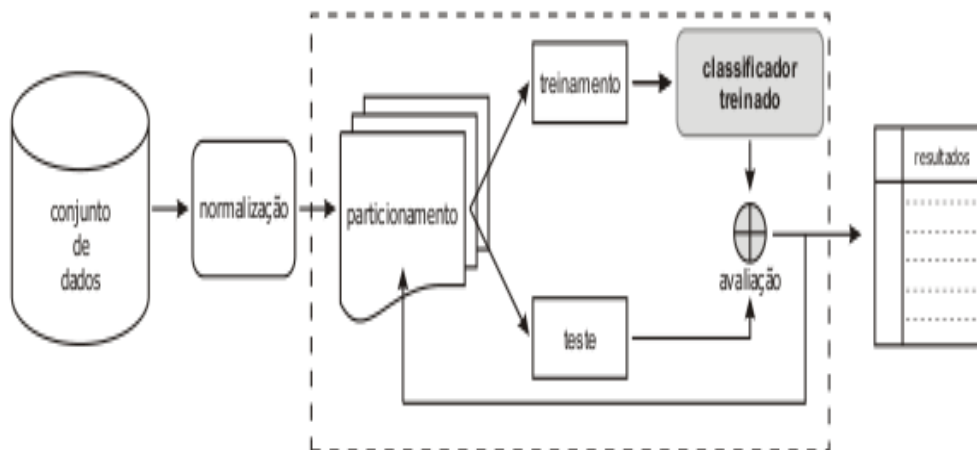 conjunto
de
dados
normalização
particionamento
treinamento
teste
classificador
treinado
avaliação
resultados